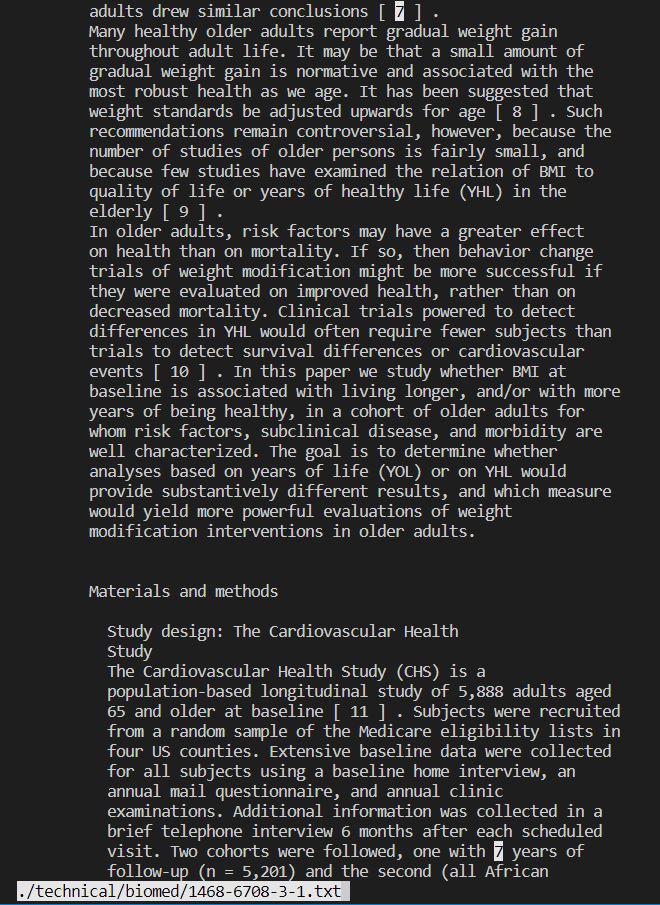 adults drew similar conclusions [ 7 ] .
Many healthy older adults report gradual weight gain
throughout adult life. It may be that a small amount of
gradual weight gain is normative and associated with the
most robust health as we age. It has been suggested that
weight standards be adjusted upwards for age [ 8 ] . Such
recommendations remain controversial, however, because the
number of studies of older persons is fairly small, and
because few studies have examined the relation of BMI to
quality of life or years of healthy life (YHL) in the
elderly [ 9 ] .
In older adults, risk factors may have a greater effect
on health than on mortality. If so, then behavior change
trials of weight modification might be more successful if
they were evaluated on improved health, rather than on
decreased mortality. Clinical trials powered to detect
differences in YHL would often require fewer subjects than
trials to detect survival differences or cardiovascular
events [ 10 ] . In this paper we study whether BMI at
baseline is associated with living longer, and/or with more
years of being healthy, in a cohort of older adults for
whom risk factors, subclinical disease, and morbidity are
well characterized. The goal is to determine whether
analyses based on years of life (YOL) or on YHL would
provide substantively different results, and which measure
would yield more powerful evaluations of weight
modification interventions in older adults.
Materials and methods
Study design: The Cardiovascular Health
Study
The Cardiovascular Health Study (CHS) is a
population-based longitudinal study of 5,888 adults aged
65 and older at baseline [ 11 ] . Subjects were recruited
from a random sample of the Medicare eligibility lists in
four US counties. Extensive baseline data were collected
for all subjects using a baseline home interview, an
annual mail questionnaire, and annual clinic
examinations. Additional information was collected in a
brief telephone interview 6 months after each scheduled
visit. Two cohorts were followed, one with 7 years of
follow-up (n = 5,201) and the second (all African
./technical/biomed/1468-6708-3-1.txt